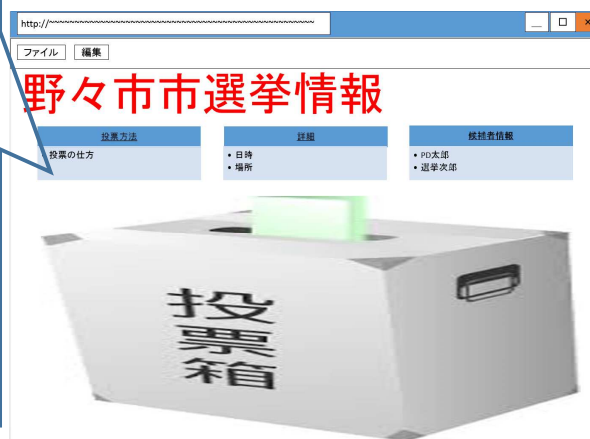 http://~~~~~~~~~~~~~~~~~~~~~~~~~~~~~~~~~~~~~~~~~~~~~~~~~~~~
ファイル 編集
野々市市選挙情報
投票方法
投票の仕方
詳細
• 日時
• 場所
候補者情報
• PD太郎
• 選挙次郎
投票箱